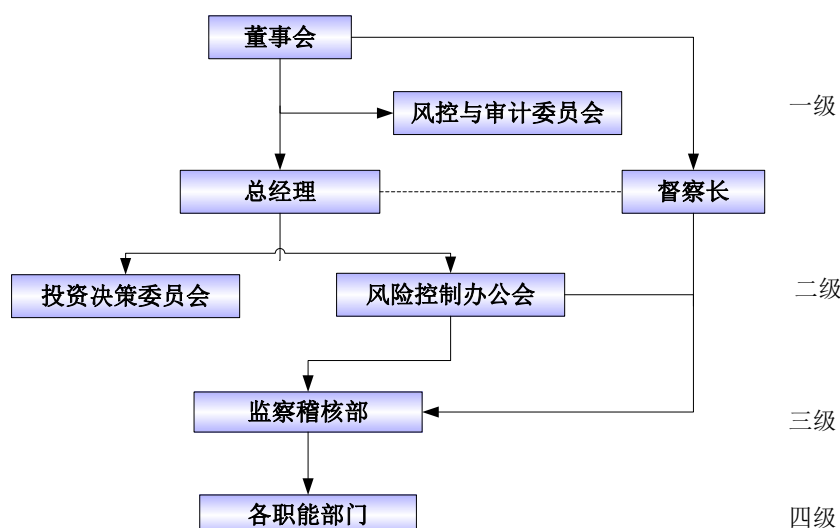 董事会
风控与审计委员会
一级
总经理
督察长
投资决策委员会
风险控制办公会
二级
监察稽核部
三级
各职能部门
四级